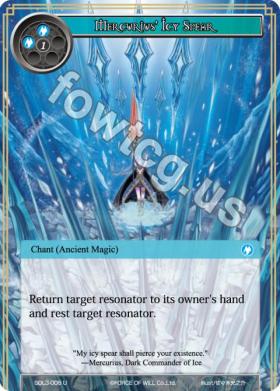 Mercurius' Icy Spear
1
fowtcg.us
Chant (Ancient Magic)
Return target resonator to its owner's hand
and rest target resonator.
"My icy spear shall pierce your existence."
—Mercurius, Dark Commander of Ice
©FORCE OF WILL Co.,Ltd.